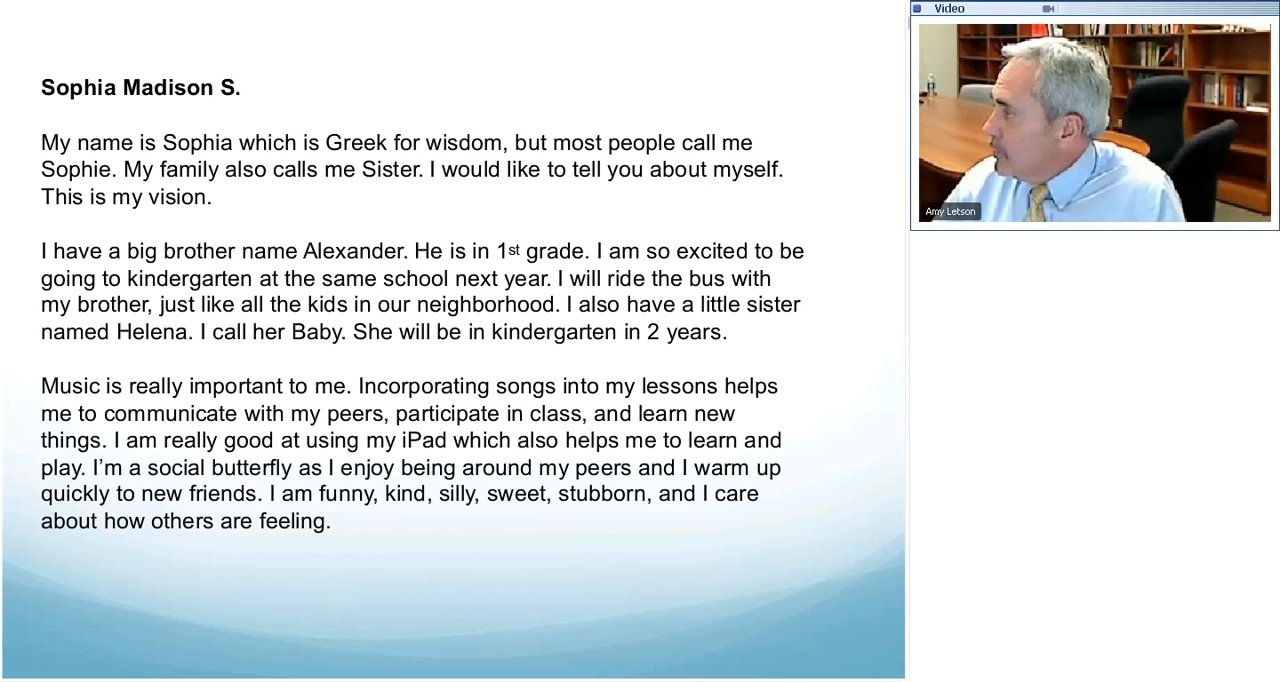 Sophia Madison S.
My name is Sophia which is Greek for wisdom, but most people call me
Sophie. My family also calls me Sister. I would like to tell you about myself.
This is my vision.
I have a big brother name Alexander. He is in 1st grade. I am so excited to be
going to kindergarten at the same school next year. I will ride the bus with
my brother, just like all the kids in our neighborhood. I also have a little sister
named Helena. I call her Baby. She will be in kindergarten in 2 years.
Music is really important to me. Incorporating songs into my lessons helps
me to communicate with my peers, participate in class, and learn new
things. I am really good at using my iPad which also helps me to learn and
play. I’m a social butterfly as I enjoy being around my peers and I warm up
quickly to new friends. I am funny, kind, silly, sweet, stubborn, and I care
about how others are feeling.
Video
Amy Letson